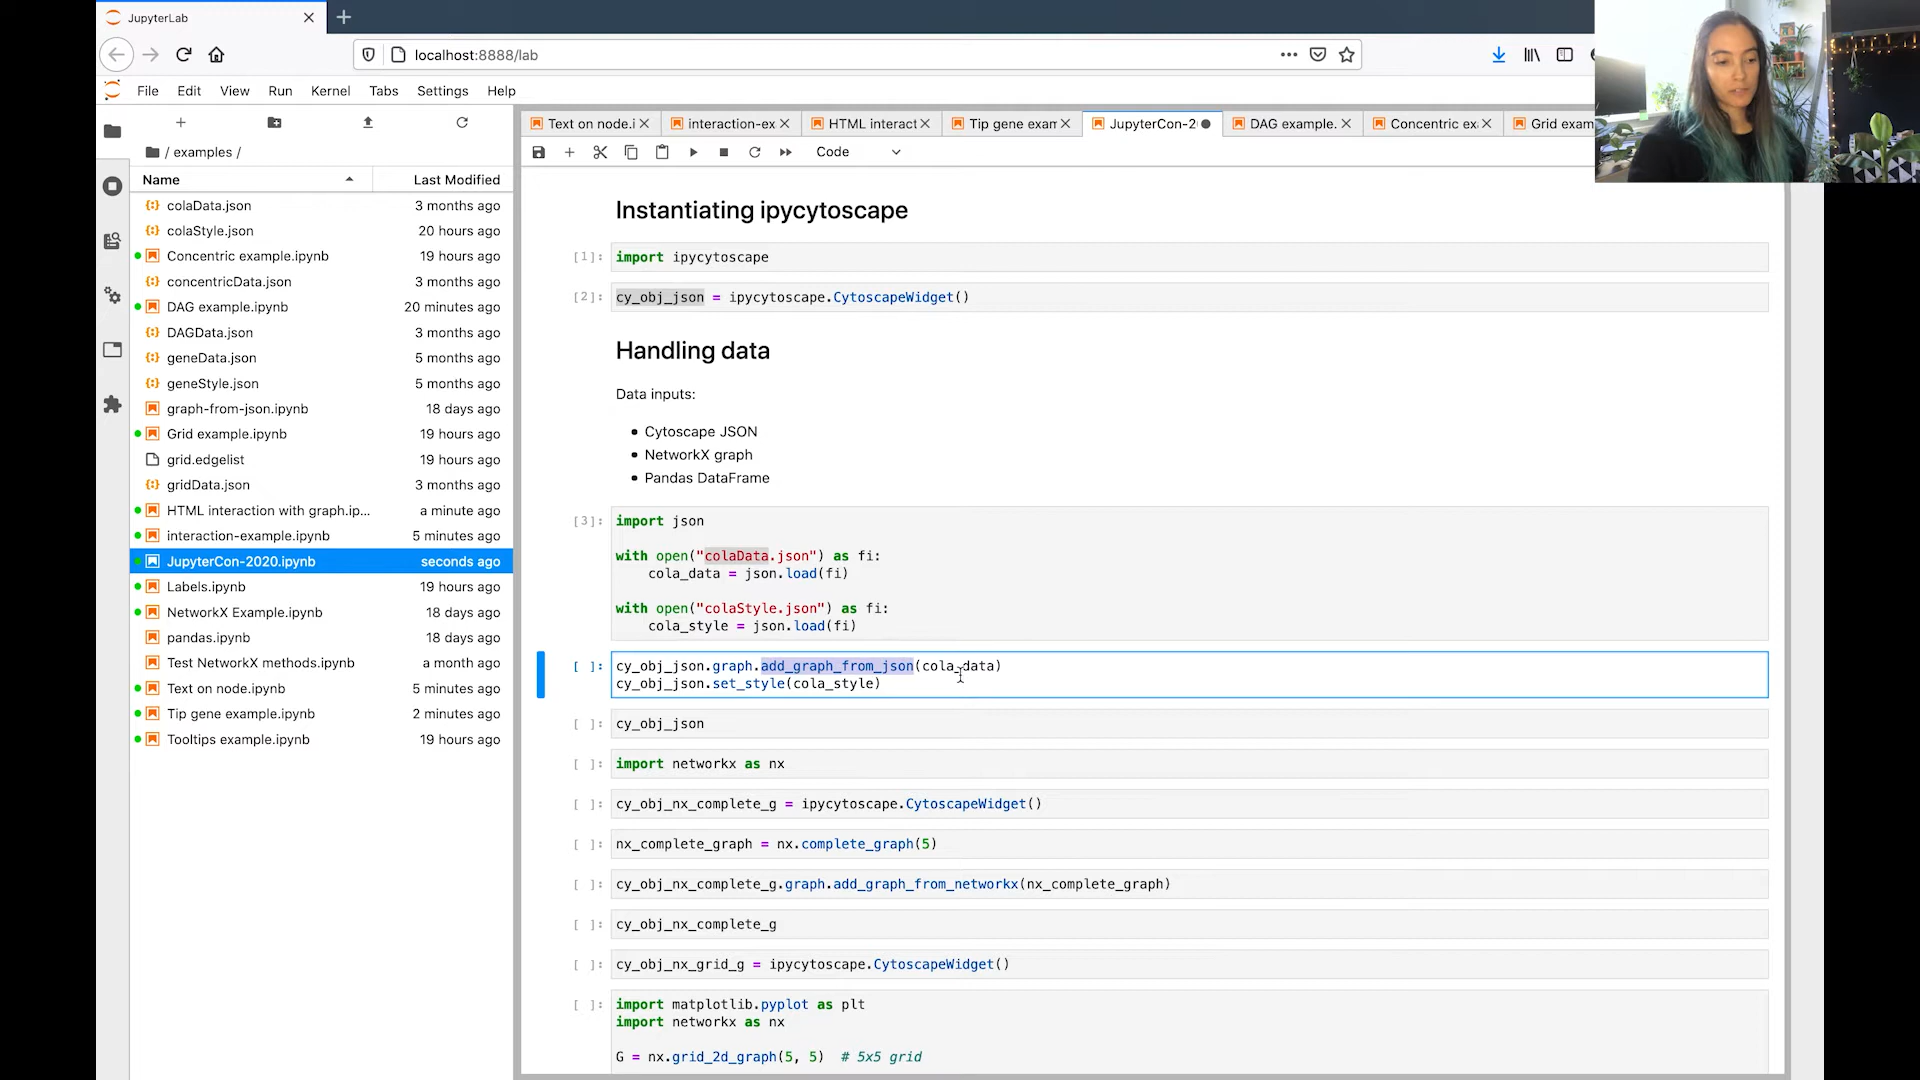 JupyterLab
localhost:8888/lab
File Edit View Run Kernel Tabs Settings Help
/ examples /
Name Last Modified
colaData.json 3 months ago
colaStyle.json 20 hours ago
Concentric example.ipynb 19 hours ago
concentricData.json 3 months ago
DAG example.ipynb 20 minutes ago
DAGData.json 3 months ago
geneData.json 5 months ago
geneStyle.json 5 months ago
graph-from-json.ipynb 18 days ago
Grid example.ipynb 19 hours ago
grid.edgelist 19 hours ago
gridData.json 3 months ago
HTML interaction with graph.ip... a minute ago
interaction-example.ipynb 5 minutes ago
JupyterCon-2020.ipynb seconds ago
Labels.ipynb 19 hours ago
NetworkX Example.ipynb 18 days ago
pandas.ipynb 18 days ago
Test NetworkX methods.ipynb a month ago
Text on node.ipynb 5 minutes ago
Tip gene example.ipynb 2 minutes ago
Tooltips example.ipynb 19 hours ago
Text on node.i interaction-ex HTML interact Tip gene exam JupyterCon-2 DAG example. Concentric ex Grid exam
Code
Instantiating ipycytoscape
[1]: import ipycytoscape
[2]: cy_obj_json = ipycytoscape.CytoscapeWidget()
Handling data
Data inputs:
• Cytoscape JSON
• NetworkX graph
• Pandas DataFrame
[3]: import json
with open("colaData.json") as fi:
cola_data = json.load(fi)
with open("colaStyle.json") as fi:
cola_style = json.load(fi)
[ ]: cy_obj_json.graph.add_graph_from_json(cola_data)
cy_obj_json.set_style(cola_style)
[ ]: cy_obj_json
[ ]: import networkx as nx
[ ]: cy_obj_nx_complete_g = ipycytoscape.CytoscapeWidget()
[ ]: nx_complete_graph = nx.complete_graph(5)
[ ]: cy_obj_nx_complete_g.graph.add_graph_from_networkx(nx_complete_graph)
[ ]: cy_obj_nx_complete_g
[ ]: cy_obj_nx_grid_g = ipycytoscape.CytoscapeWidget()
[ ]: import matplotlib.pyplot as plt
import networkx as nx
G = nx.grid_2d_graph(5, 5)  # 5x5 grid